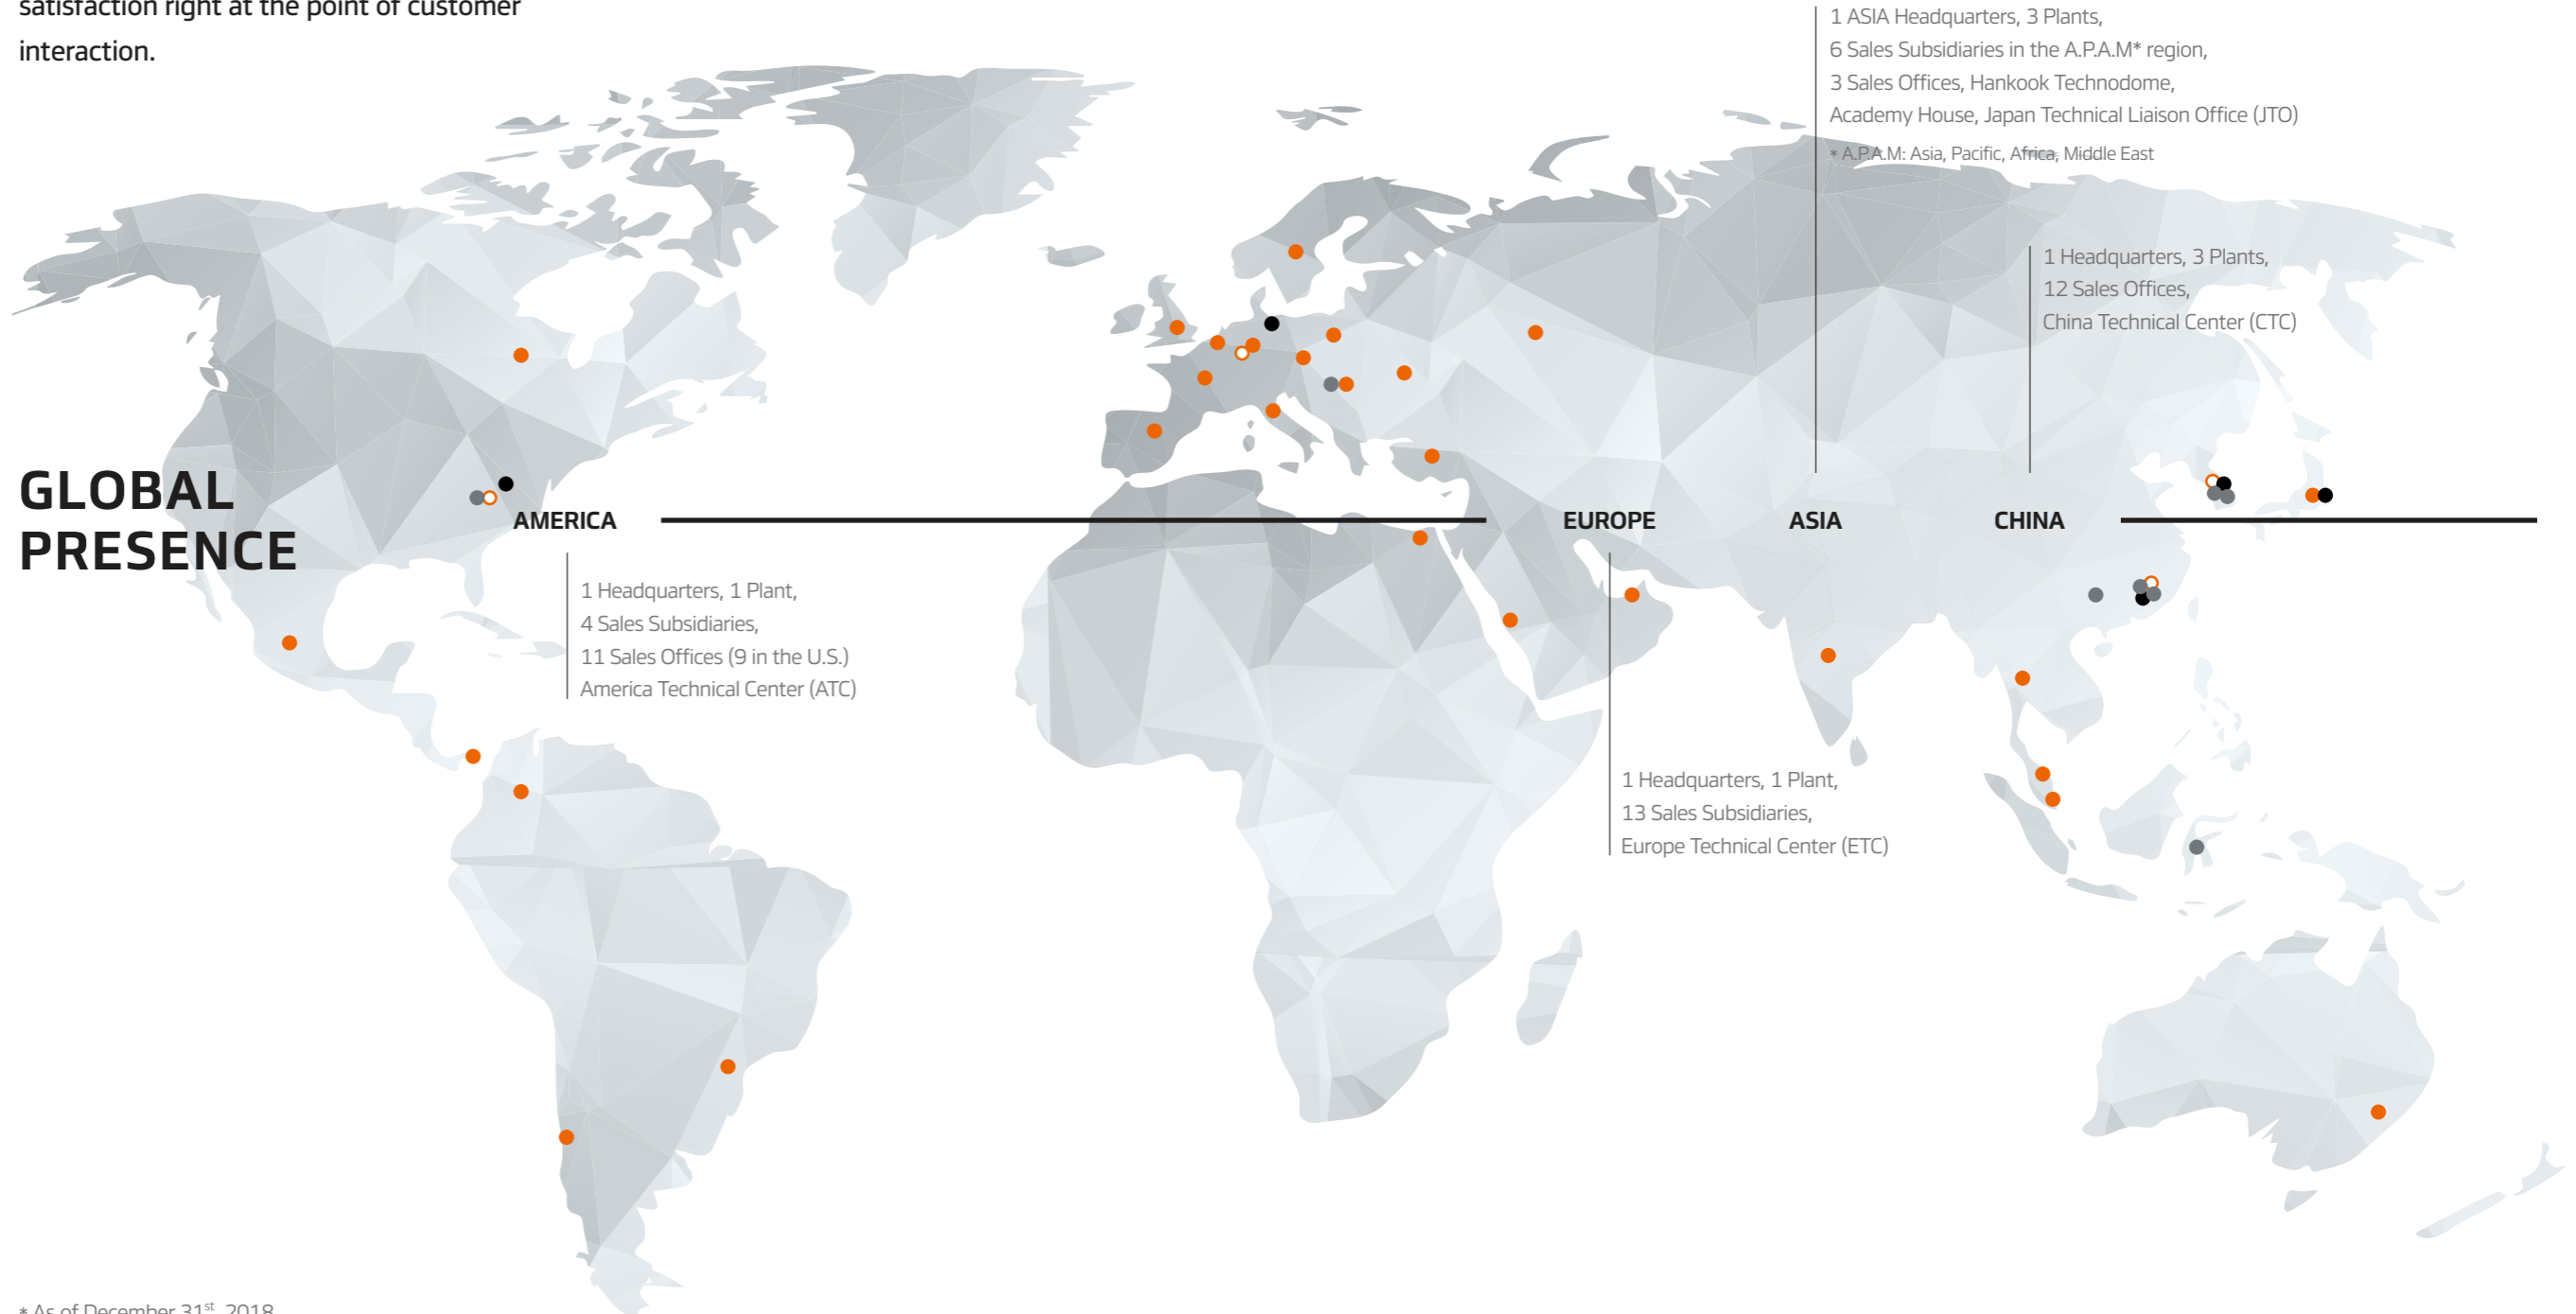 satisfaction right at the point of customer
interaction.
1 ASIA Headquarters, 3 Plants,
6 Sales Subsidiaries in the A.P.A.M* region,
3 Sales Offices, Hankook Technodome,
Academy House, Japan Technical Liaison Office (JTO)
* A.P.A.M: Asia, Pacific, Africa, Middle East
1 Headquarters, 3 Plants,
12 Sales Offices,
China Technical Center (CTC)
GLOBAL
PRESENCE
AMERICA
EUROPE
ASIA
CHINA
1 Headquarters, 1 Plant,
4 Sales Subsidiaries,
11 Sales Offices (9 in the U.S.)
America Technical Center (ATC)
1 Headquarters, 1 Plant,
13 Sales Subsidiaries,
Europe Technical Center (ETC)
* As of December 31st, 2018